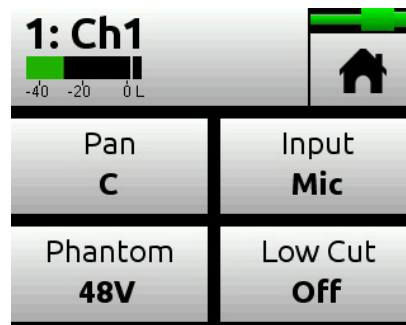 1: Ch1
-40 -20 0 L
Pan
C
Input
Mic
Phantom
48V
Low Cut
Off